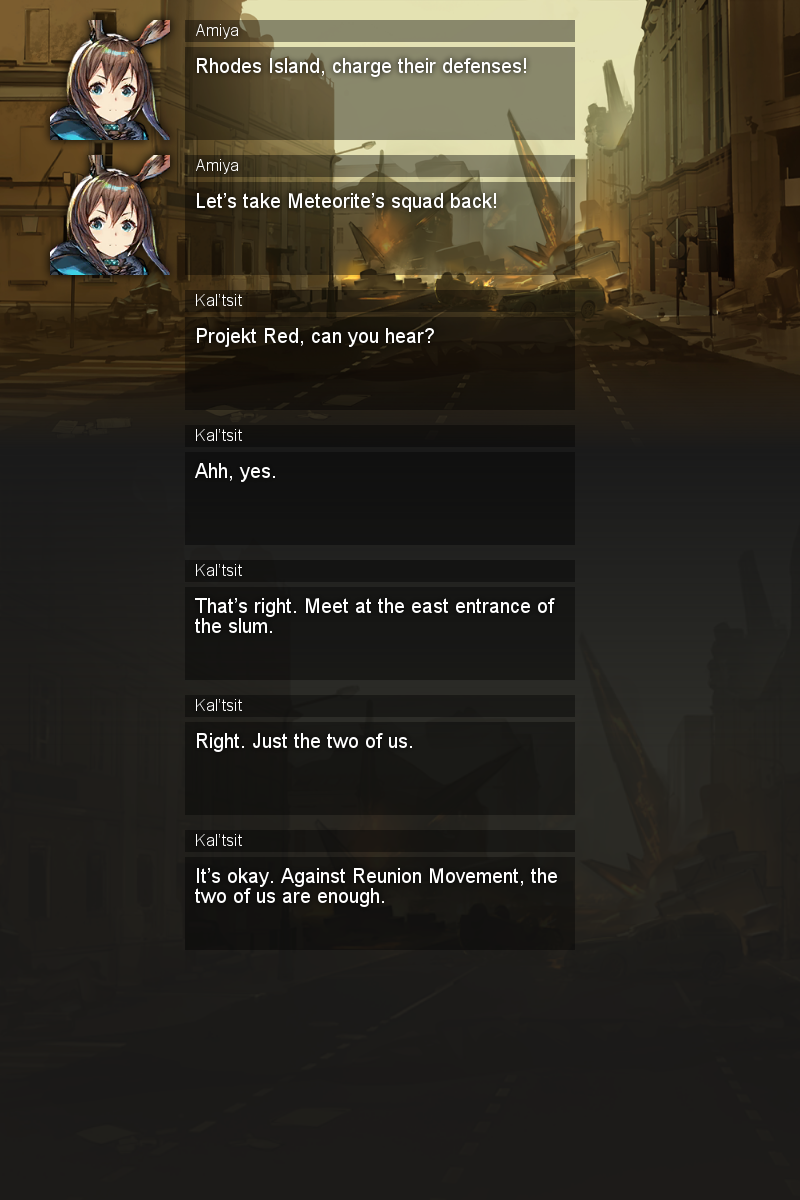 Amiya
Rhodes Island, charge their defenses!
Amiya
Let's take Meteorite's squad back!
Kal'tsit
Projekt Red, can you hear?
Kal'tsit
Ahh, yes.
Kal'tsit
That's right. Meet at the east entrance of
the slum.
Kal'tsit
Right. Just the two of us.
Kal'tsit
It's okay. Against Reunion Movement, the
two of us are enough.